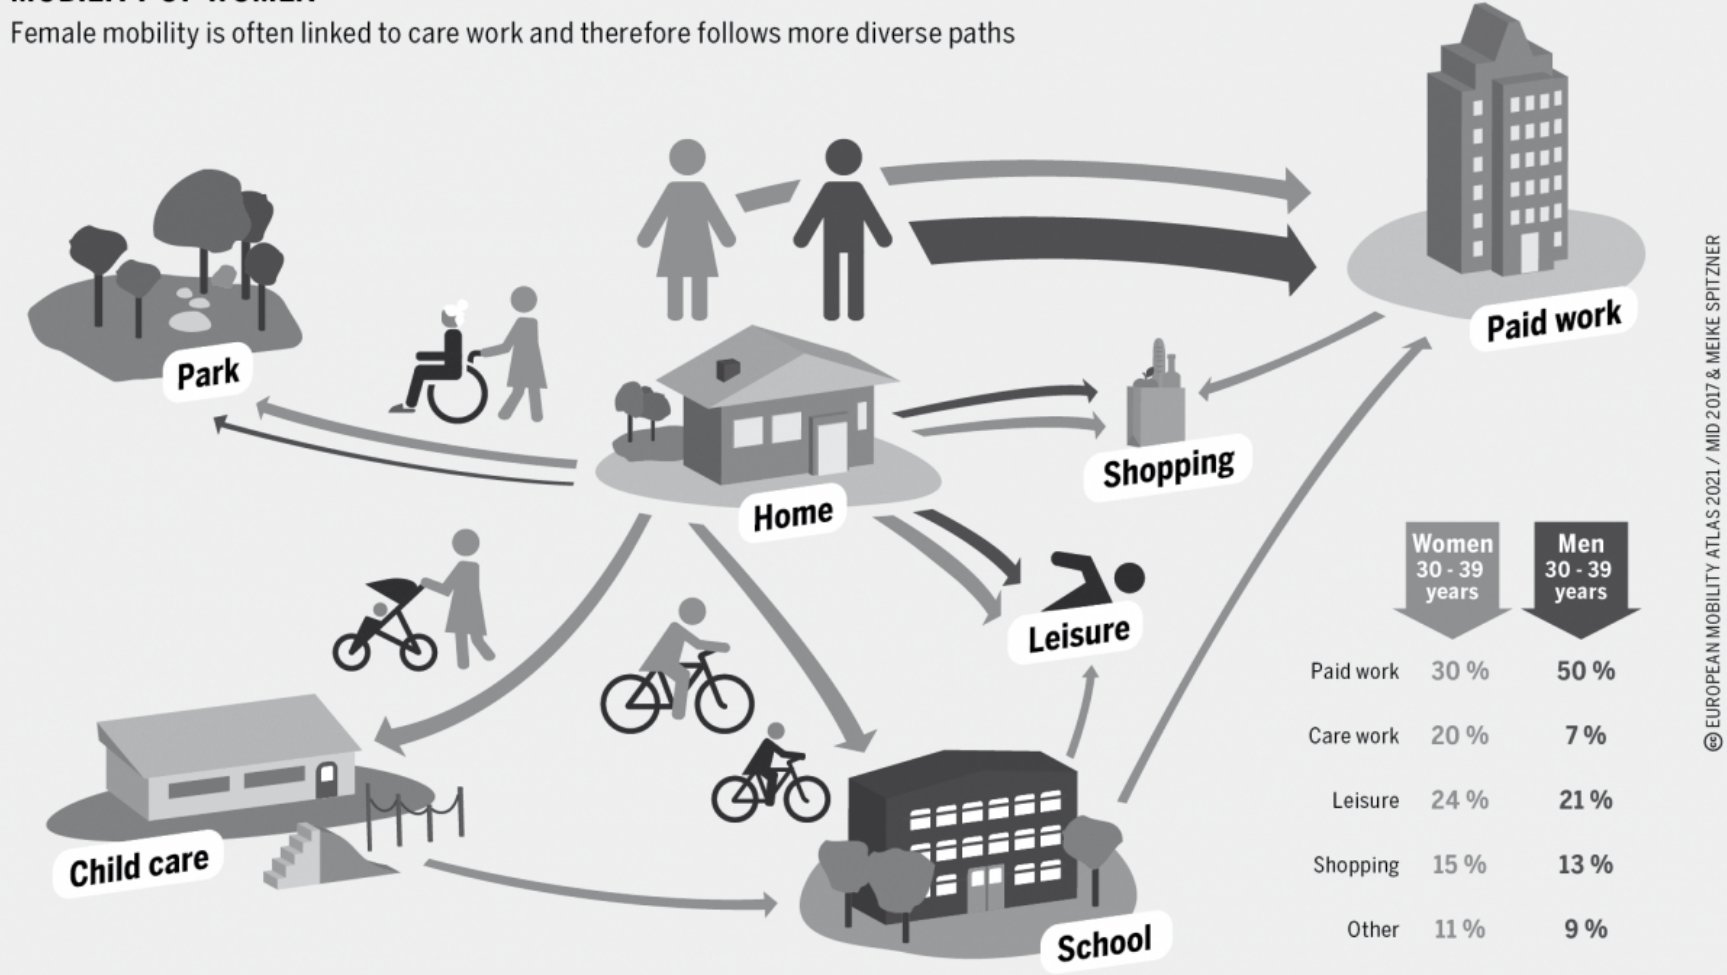 Female mobility is often linked to care work and therefore follows more diverse paths
Park
Paid work
Shopping
Home
Leisure
Child care
School
Women
30 - 39
years
Men
30 - 39
years
Paid work 30 % 50 %
Care work 20 % 7 %
Leisure 24 % 21 %
Shopping 15 % 13 %
Other 11 % 9 %
cc EUROPEAN MOBILITY ATLAS 2021 / MID 2017 & MEIKE SPITZNER